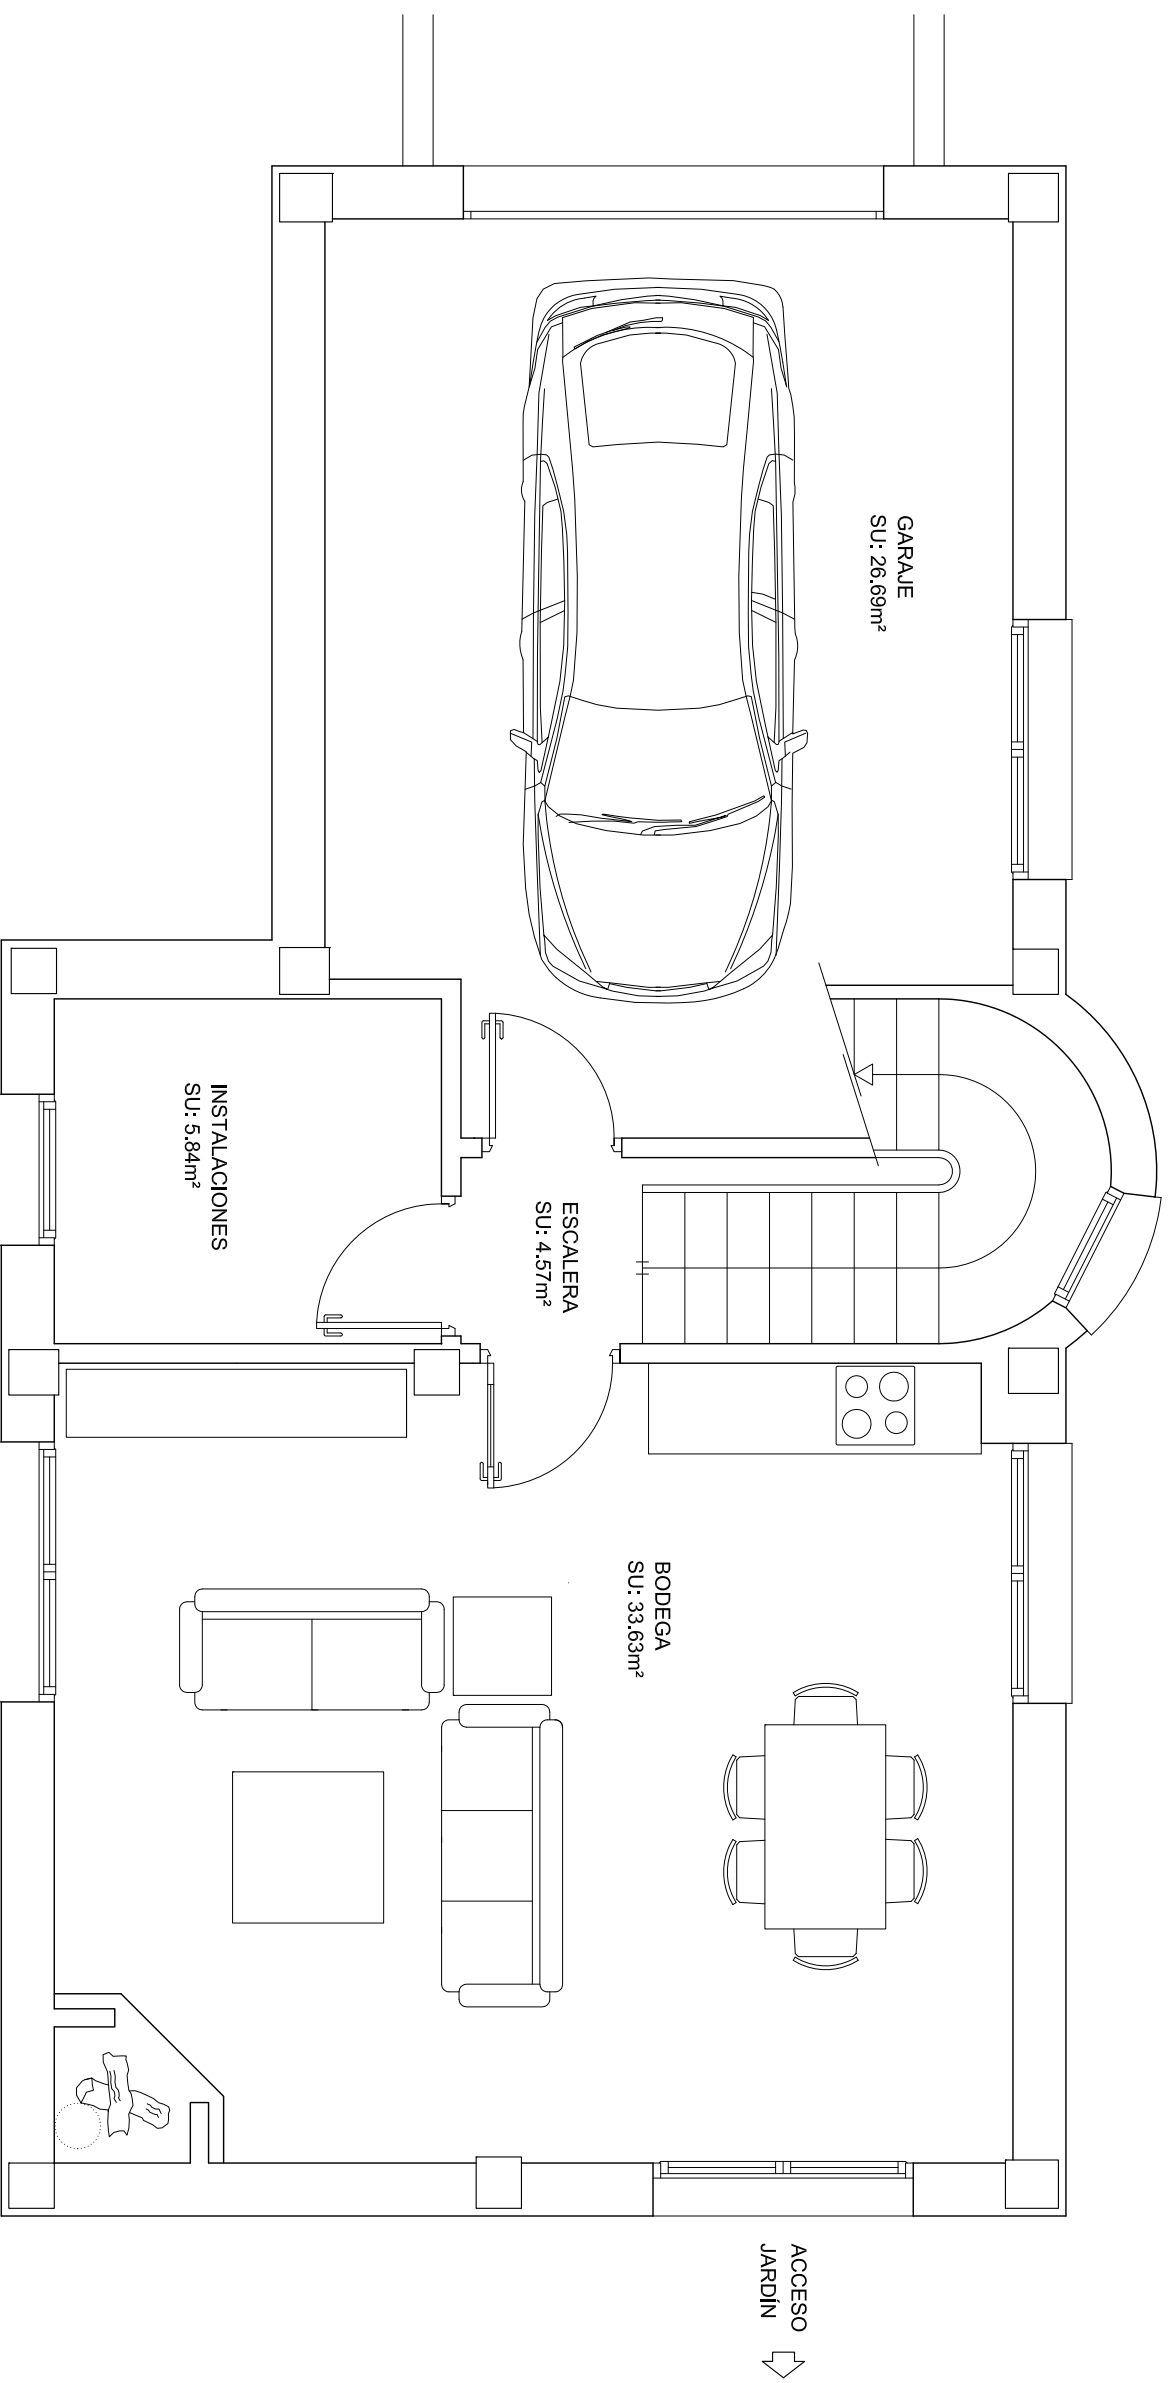 GARAJE
SU: 26.69m²
INSTALACIONES
SU: 5.84m²
ESCALERA
SU: 4.57m²
BODEGA
SU: 33.63m²
ACCESO
JARDÍN